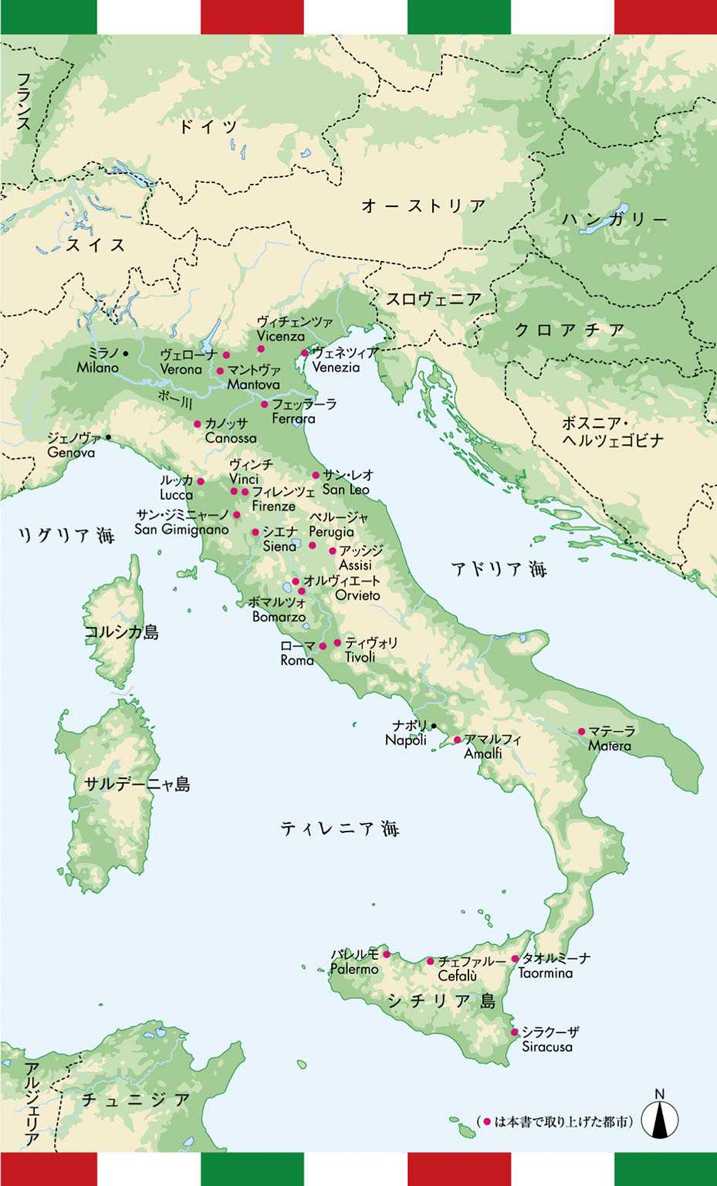 フランス
ドイツ
オーストリア
ハンガリー
スイス
スロヴェニア
クロアチア
ヴィチェンツァ
Vicenza
ミラノ
Milano
ヴェローナ
Verona
ヴェネツィア
Venezia
マントヴァ
Mantova
ポー川
フェッラーラ
Ferrara
カノッサ
Canossa
ボスニア・
ヘルツェゴビナ
ジェノヴァ
Genova
ヴィンチ
Vinci
サン・レオ
San Leo
ルッカ
Lucca
フィレンツェ
Firenze
サン・ジミニャーノ
San Gimignano
ペルージャ
Perugia
シエナ
Siena
リグリア海
アッシジ
Assisi
アドリア海
オルヴィエート
Orvieto
ボマルツォ
Bomarzo
コルシカ島
ローマ
Roma
ティヴォリ
Tivoli
ナポリ
Napoli
アマルフィ
Amalfi
マテーラ
Matera
サルデーニャ島
ティレニア海
パレルモ
Palermo
チェファルー
Cefalù
タオルミーナ
Taormina
シチリア島
シラクーザ
Siracusa
アルジェリア
チュニジア
N
(●は本書で取り上げた都市)